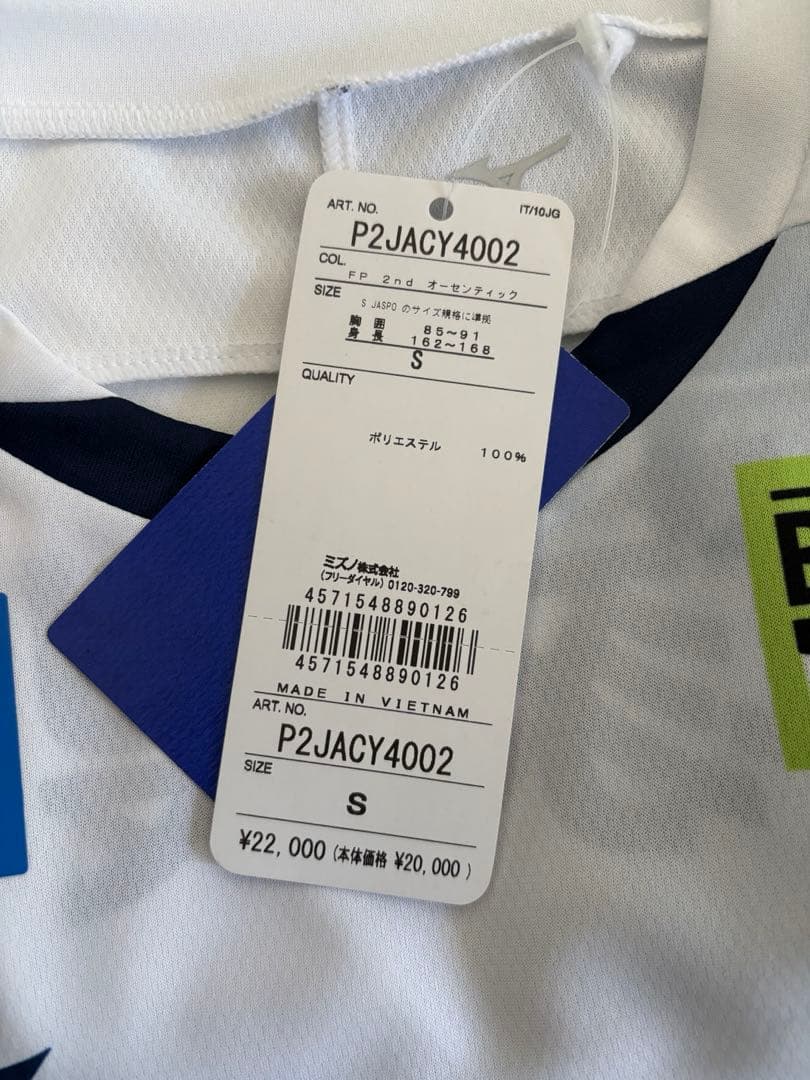 ART. NO.
IT/10JG
P2JACY4002
COL.
FP 2nd オーセンティック
SIZE
S JASPO のサイズ規格に準拠
胸囲 85~91
身長 162~168
S
QUALITY
ポリエステル 100%
ミズノ株式会社
(フリーダイヤル) 0120-320-799
4571548890126
4571548890126
MADE IN VIETNAM
ART. NO.
P2JACY4002
SIZE
S
¥22,000 (本体価格 ¥20,000 )